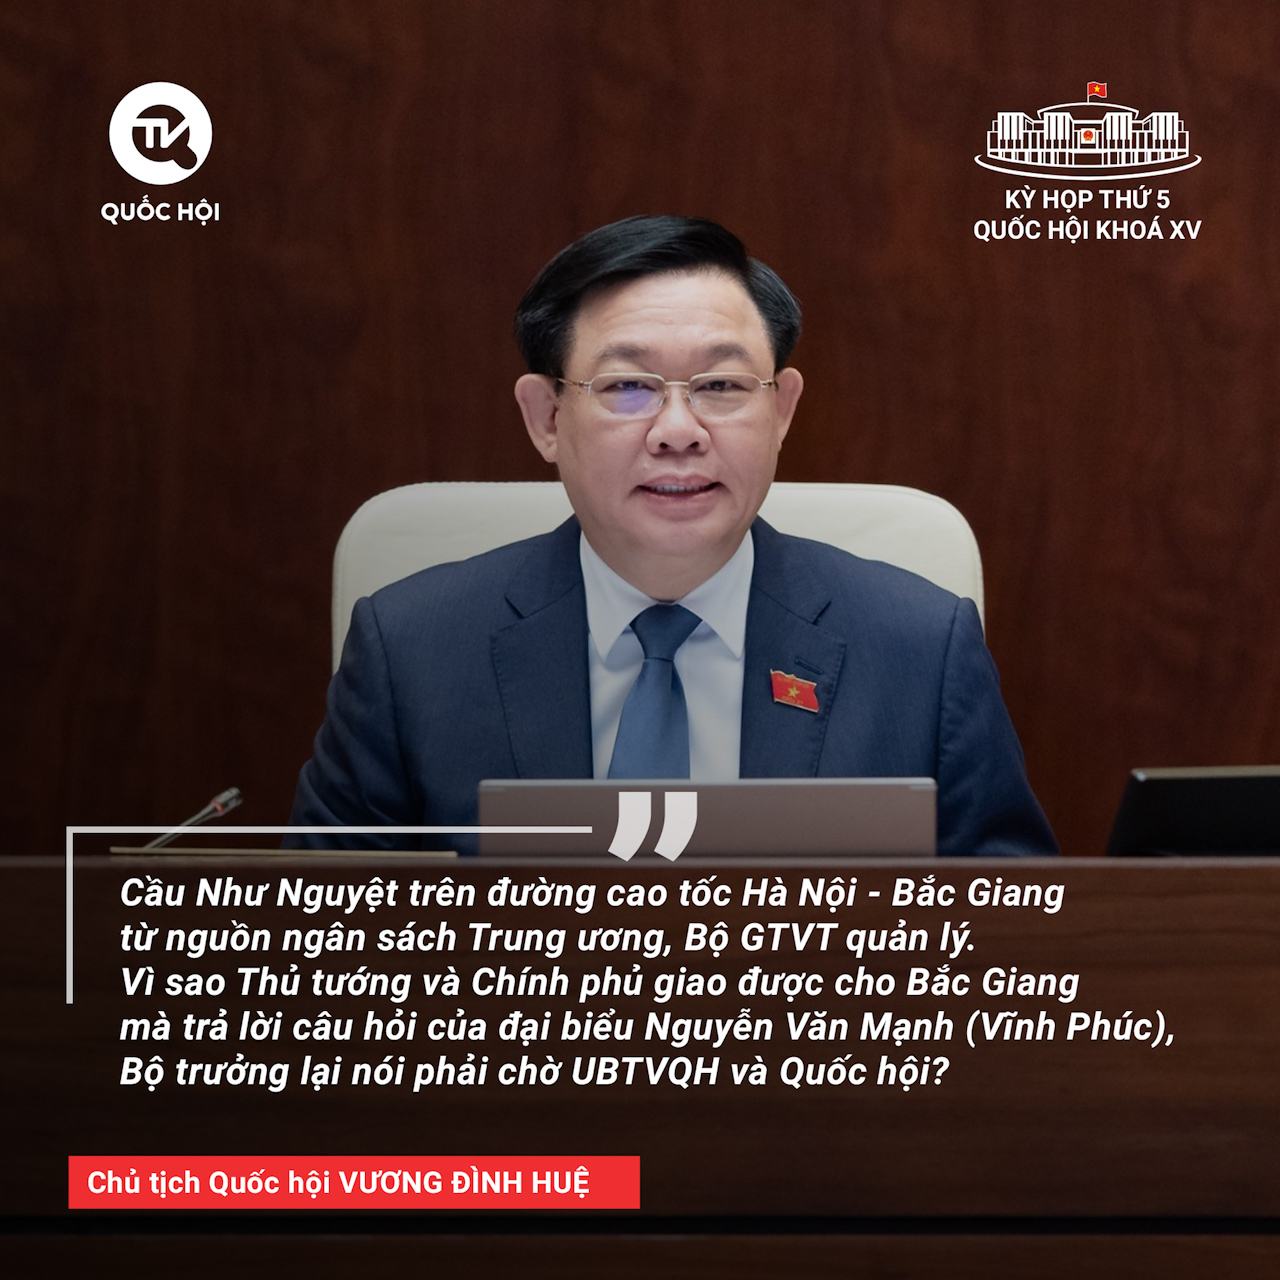 TV
QUỐC HỘI
KỲ HỌP THỨ 5
QUỐC HỘI KHOÁ XV
"
Cầu Như Nguyệt trên đường cao tốc Hà Nội - Bắc Giang
từ nguồn ngân sách Trung ương, Bộ GTVT quản lý.
Vì sao Thủ tướng và Chính phủ giao được cho Bắc Giang
mà trả lời câu hỏi của đại biểu Nguyễn Văn Mạnh (Vĩnh Phúc),
Bộ trưởng lại nói phải chờ UBTVQH và Quốc hội?
Chủ tịch Quốc hội VƯƠNG ĐÌNH HUỆ